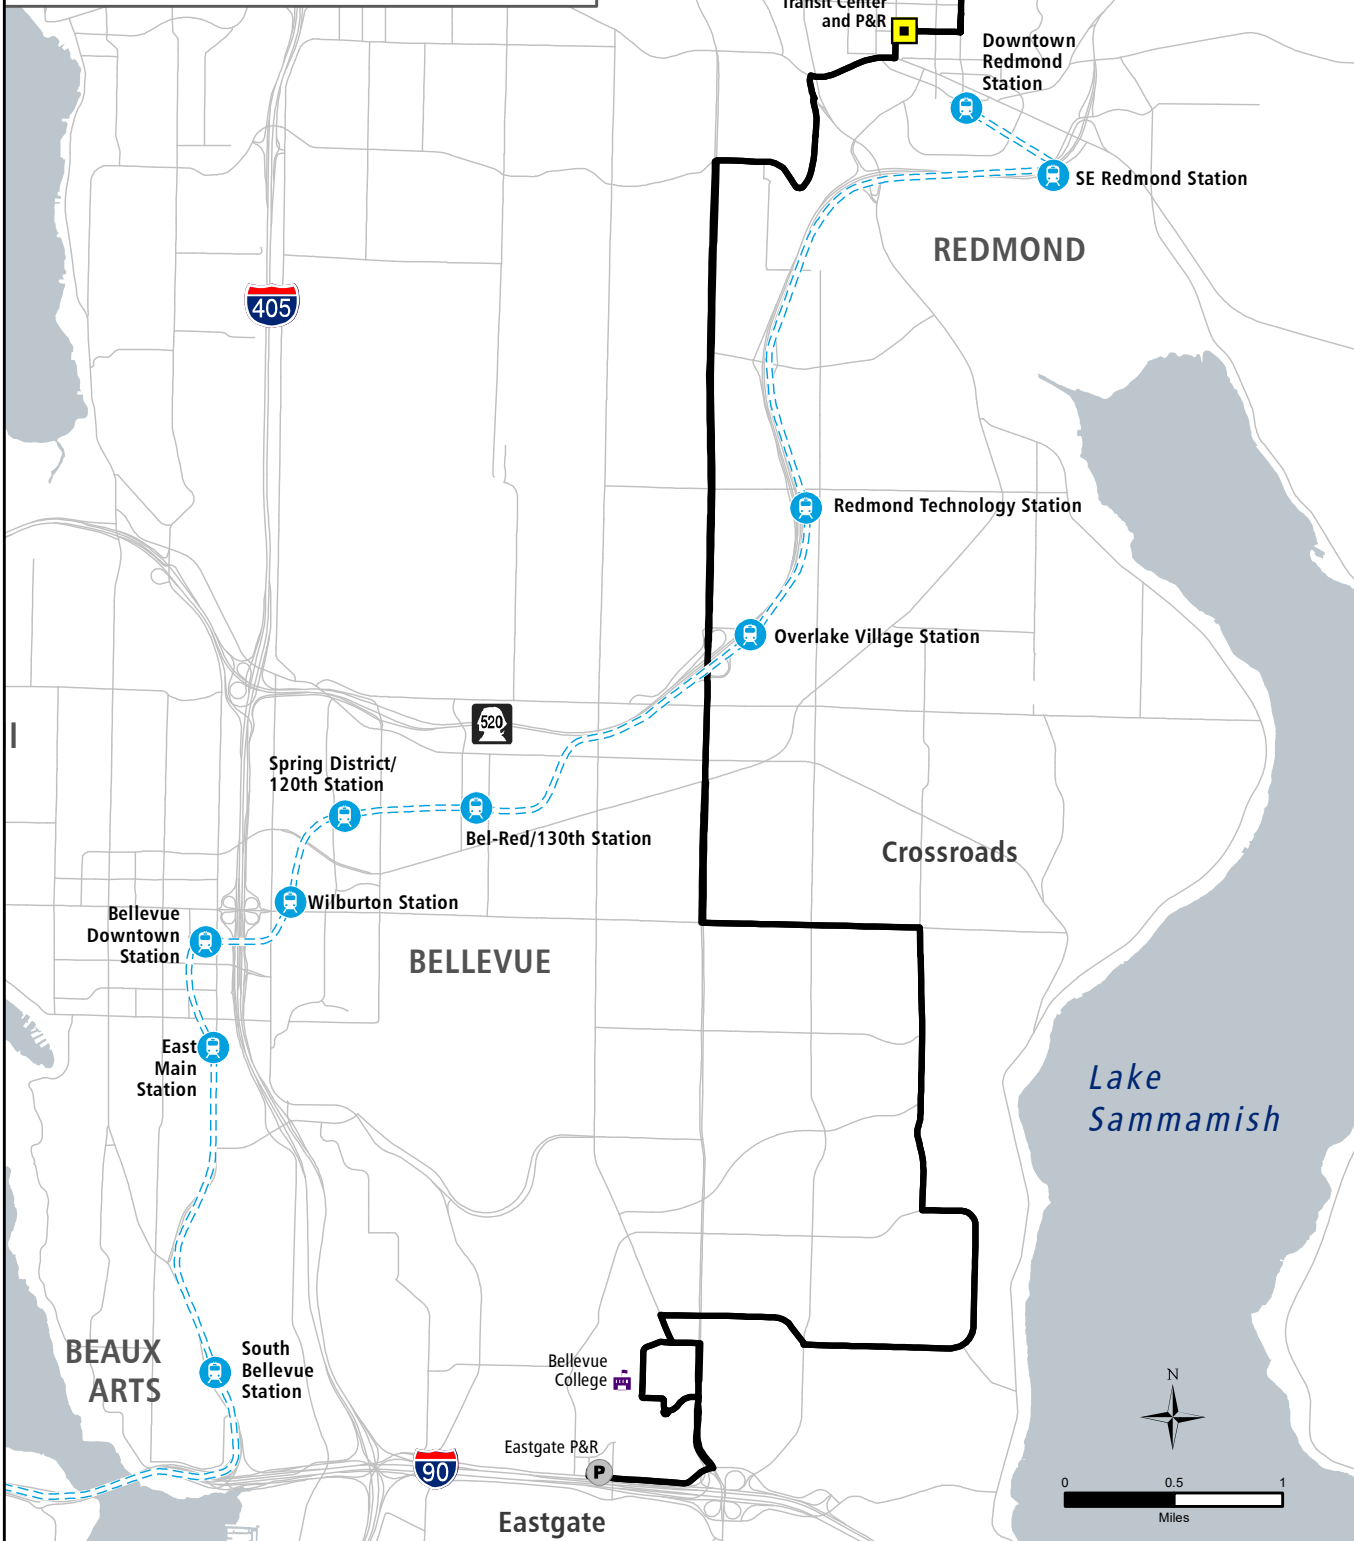 Transit Center
and P&R
Downtown
Redmond
Station
SE Redmond Station
REDMOND
405
Redmond Technology Station
Overlake Village Station
520
Spring District/
120th Station
Bel-Red/130th Station
Crossroads
Wilburton Station
Bellevue
Downtown
Station
BELLEVUE
East
Main
Station
Lake
Sammamish
BEAUX
ARTS
South
Bellevue
Station
Bellevue
College
N
Eastgate P&R
P
90
0 0.5 1
Miles
Eastgate